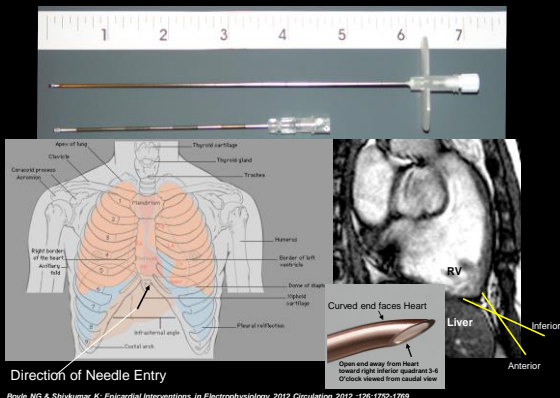 1 2 3 4 5 6 7
Apex of lung
Clavicle
Coracoid process
Acromion
Thyroid cartilage
Thyroid gland
Trachea
Manubrium
Right border
of the heart
Axillary
fold
Humerus
Border of left
ventricle
Dome of
Xiphoid
cartilage
Infrasternal angle
Costal arch
Pleural reflection
RV
Liver
Inferior
Anterior
Curved end faces Heart
Open end away from Heart
toward right inferior quadrant 3-6
O'clock viewed from caudal view
Direction of Needle Entry
Boyle NG & Shivkumar K: Epicardial Interventions in Electrophysiology 2012 Circulation 2012 ;126:1752-1769